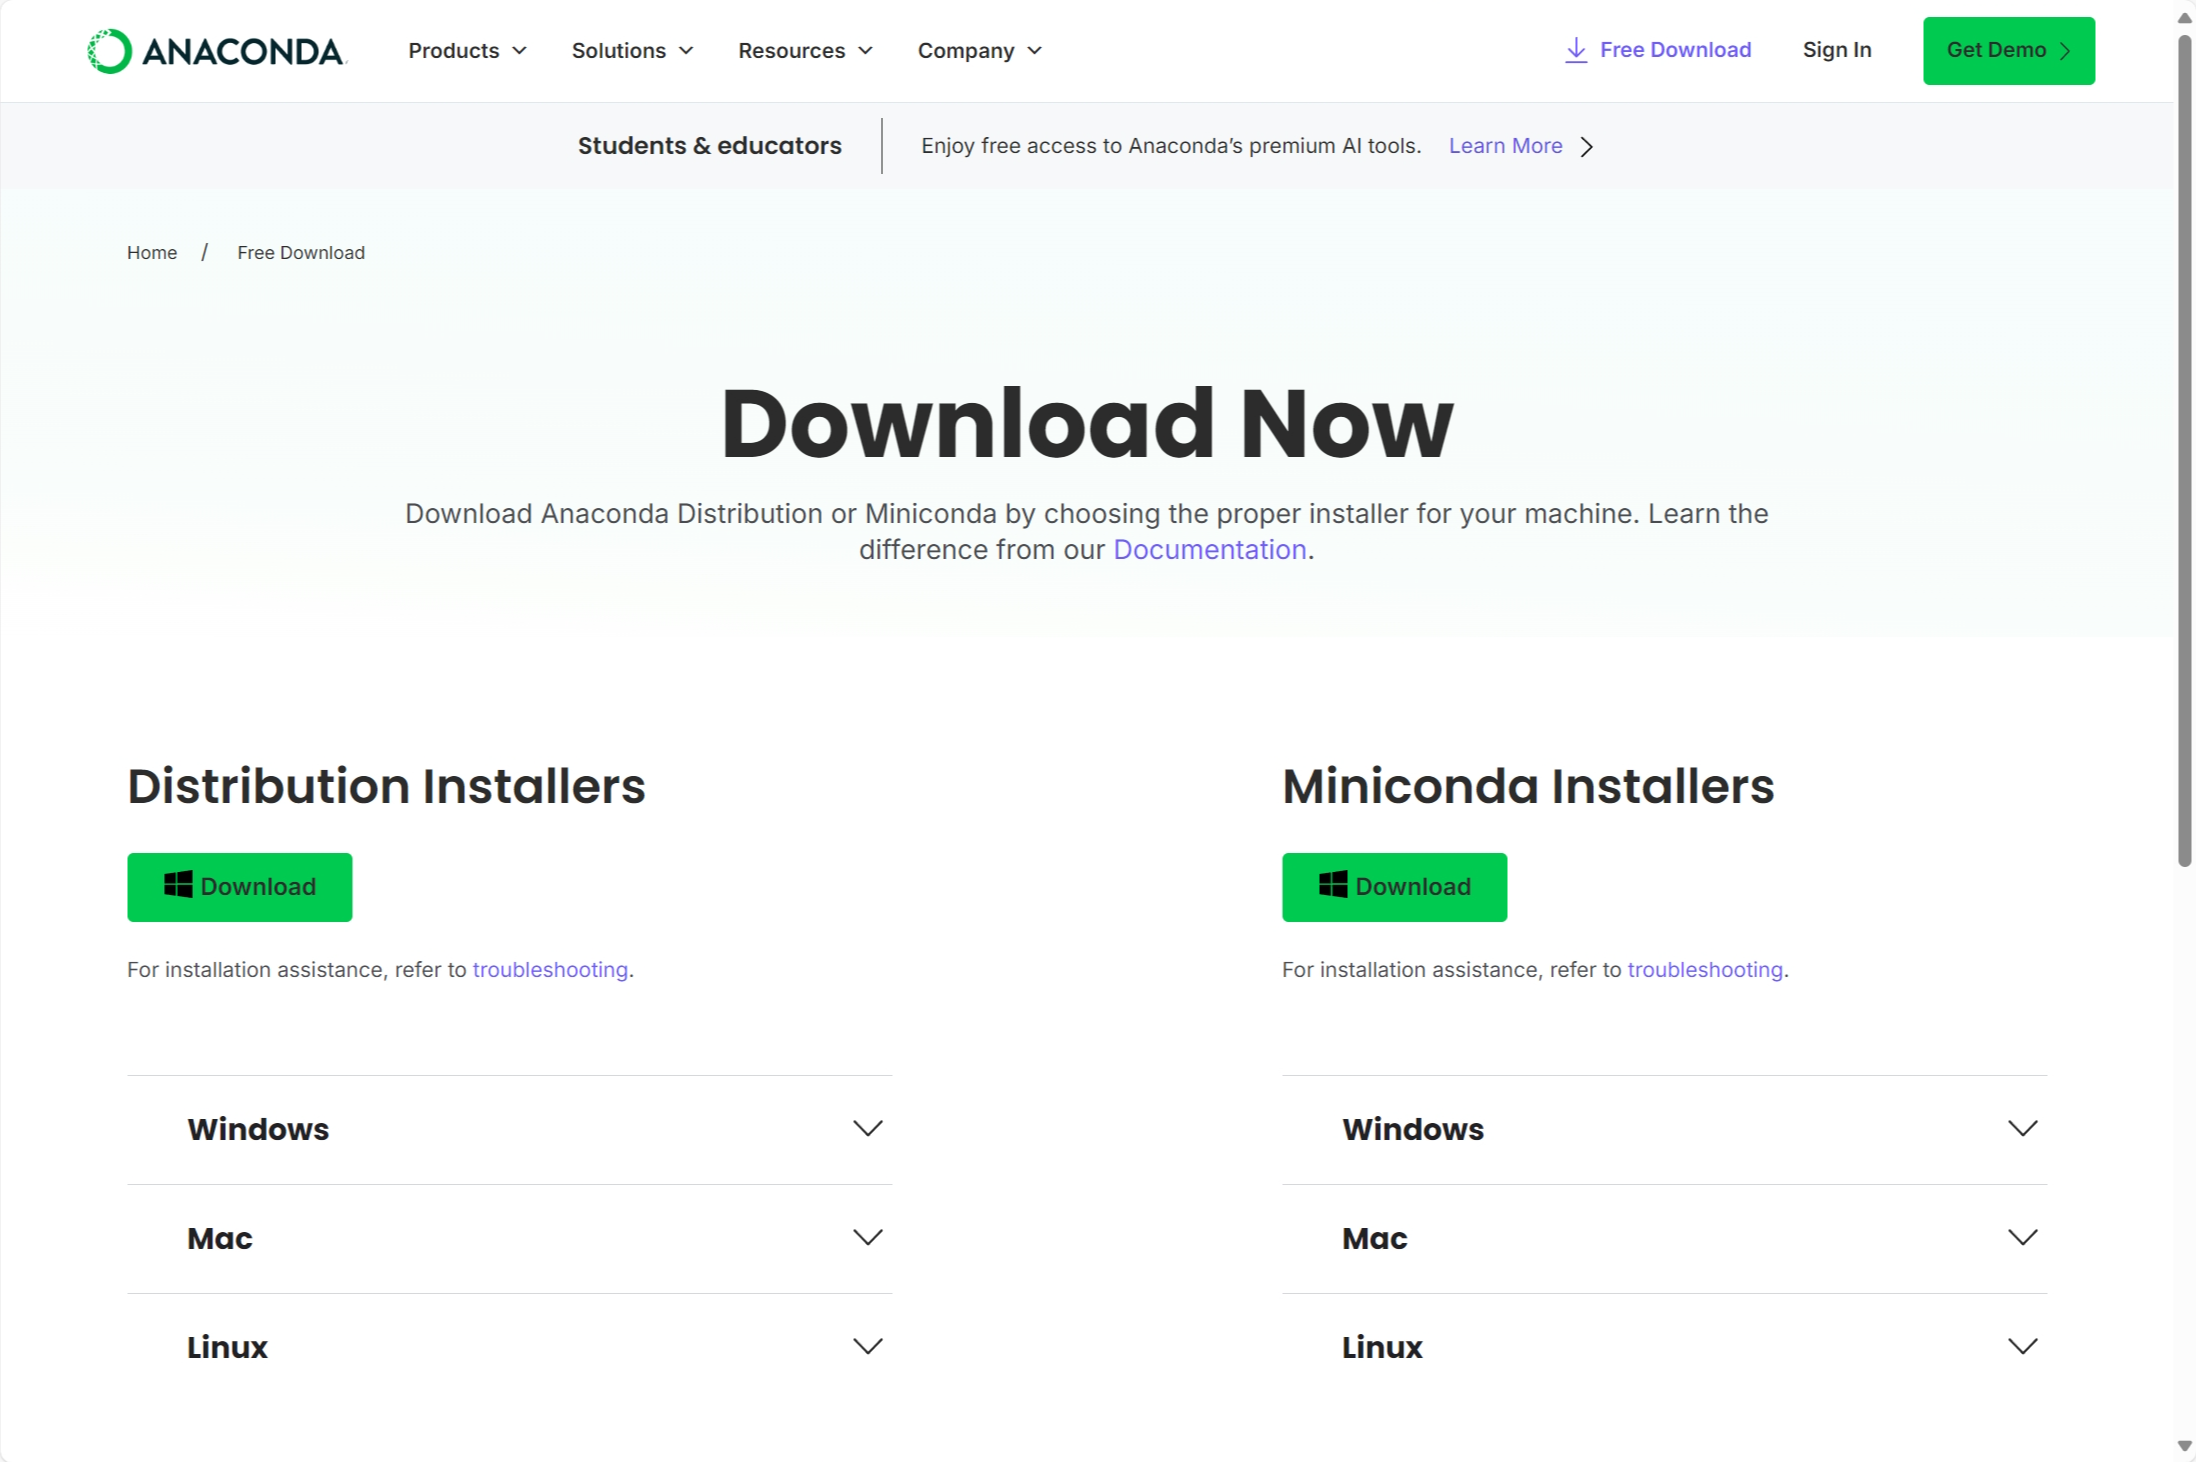 ANACONDA
Products
Solutions
Resources
Company
Free Download
Sign In
Get Demo
Students & educators
Enjoy free access to Anaconda’s premium AI tools. Learn More
Home / Free Download
Download Now
Download Anaconda Distribution or Miniconda by choosing the proper installer for your machine. Learn the
difference from our Documentation.
Distribution Installers
Download
For installation assistance, refer to troubleshooting.
Windows
Mac
Linux
Miniconda Installers
Download
For installation assistance, refer to troubleshooting.
Windows
Mac
Linux